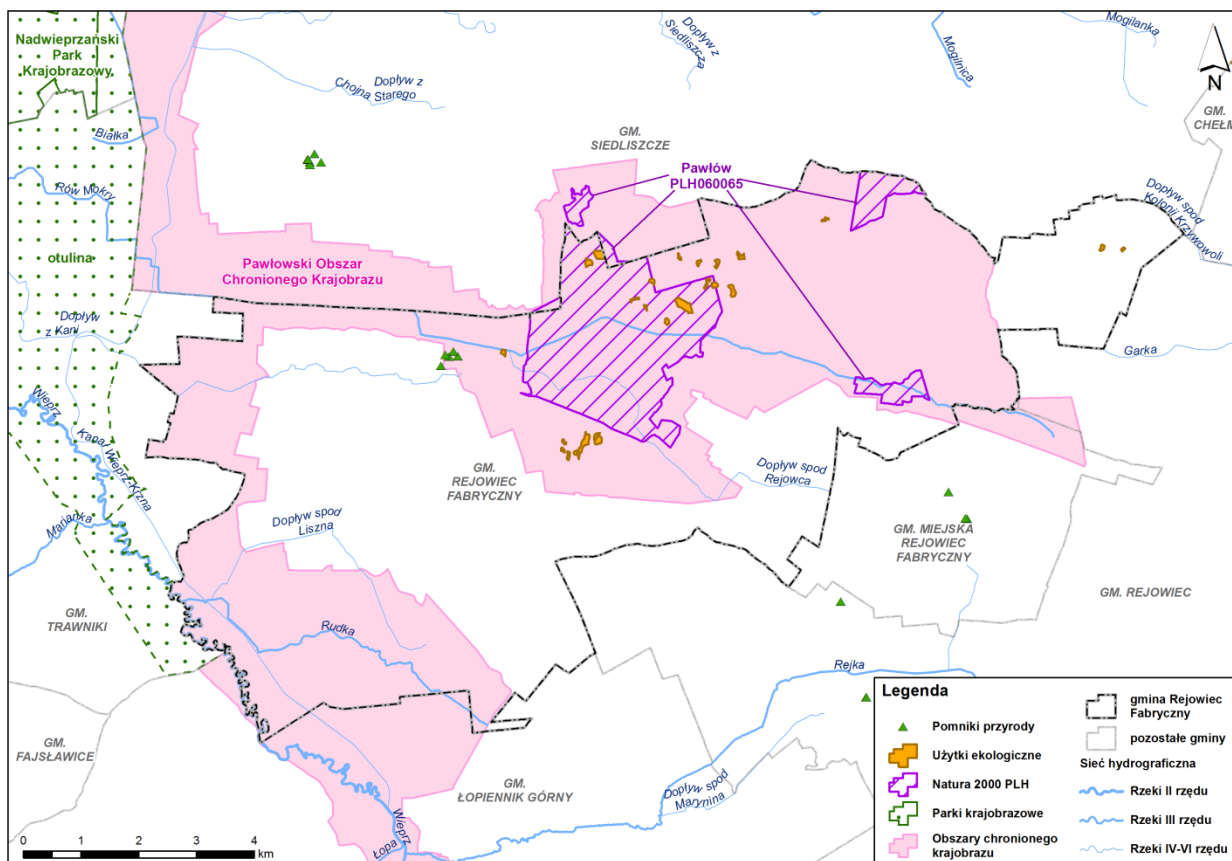 Nadwieprzański
Park
Krajobrazowy
Białka
Rów Mokry
otulina
Dopływ
z Kani
Wieprz
Kanał Wieprz-Krzna
Marianka
GM.
TRAWNIKI
GM.
FAJSŁAWICE
Dopływ z
Chojna Starego
Dopływ z
Siedliszcza
Mogilnica
Mogilanka
N
GM.
CHEŁM
GM.
SIEDLISZCZE
Pawłów
PLH060065
Dopływ spod
Kolonii Krzywowoli
Pawłowski Obszar
Chronionego Krajobrazu
Garka
GM.
REJOWIEC
FABRYCZNY
Dopływ spod
Rejowca
Dopływ spod
Liszna
GM. MIEJSKA
REJOWIEC
FABRYCZNY
GM. REJOWIEC
Rudka
Rejka
GM.
ŁOPIENNIK GÓRNY
Dopływ spod
Marynina
Wieprz
Łopa
0 1 2 3 4
km
Legenda
Pomniki przyrody
Użytki ekologiczne
Natura 2000 PLH
Parki krajobrazowe
Obszary chronionego
krajobrazu
gmina Rejowiec
Fabryczny
pozostałe gminy
Sieć hydrograficzna
Rzeki II rzędu
Rzeki III rzędu
Rzeki IV-VI rzędu